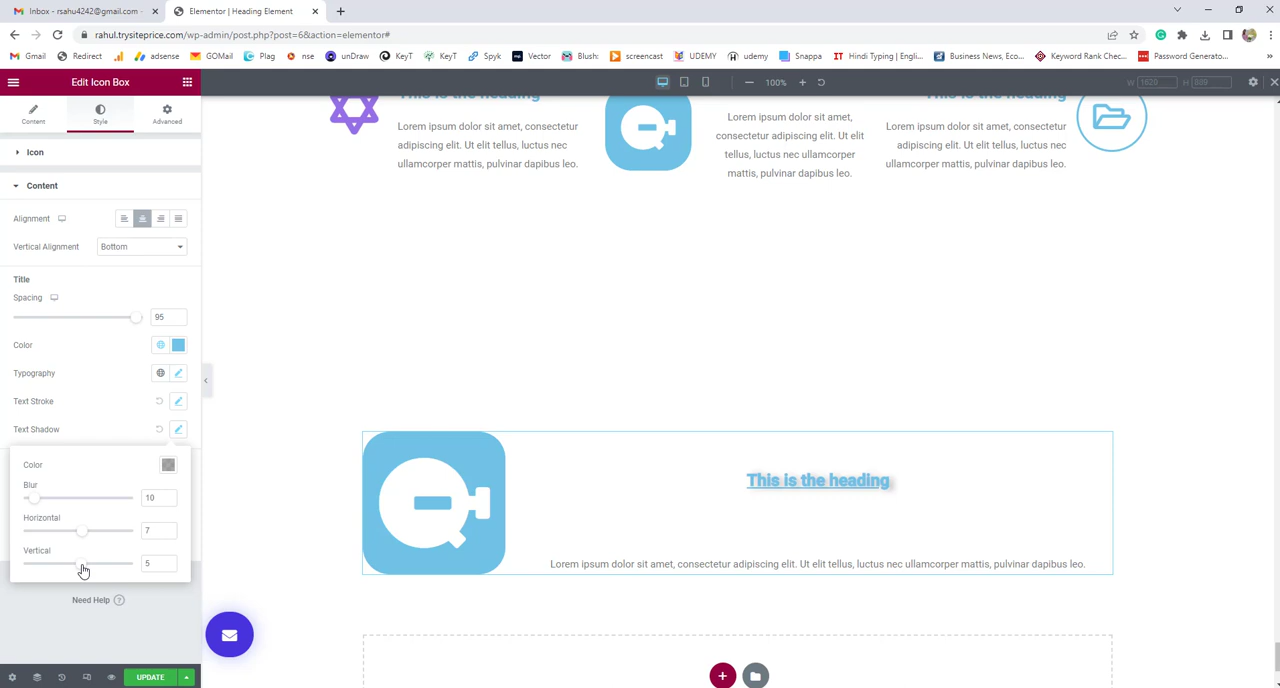 Inbox - rsahu4242@gmail.com -
Elementor | Heading Element
rahul.trysiteprice.com/wp-admin/post.php?post=6&action=elementor#
Gmail
Redirect
adsense
GOMail
Plag
nse
unDraw
KeyT
KeyT
Spyk
Vector
Blush:
screencast
UDEMY
udemy
Snappa
Hindi Typing | Engli...
Business News, Eco...
Keyword Rank Chec...
Password Generato...
»
Edit Icon Box
100%
W 1620
H 889
Content
Style
Advanced
This is the heading
This is the heading
Lorem ipsum dolor sit amet, consectetur
adipiscing elit. Ut elit tellus, luctus nec
ullamcorper mattis, pulvinar dapibus leo.
Lorem ipsum dolor sit amet,
consectetur adipiscing elit. Ut elit
tellus, luctus nec ullamcorper
mattis, pulvinar dapibus leo.
Lorem ipsum dolor sit amet, consectetur
adipiscing elit. Ut elit tellus, luctus nec
ullamcorper mattis, pulvinar dapibus leo.
Icon
Content
Alignment
Vertical Alignment
Bottom
Title
Spacing
95
Color
Typography
Text Stroke
Text Shadow
Color
Blur
10
Horizontal
7
Vertical
5
This is the heading
Lorem ipsum dolor sit amet, consectetur adipiscing elit. Ut elit tellus, luctus nec ullamcorper mattis, pulvinar dapibus leo.
Need Help ?
UPDATE